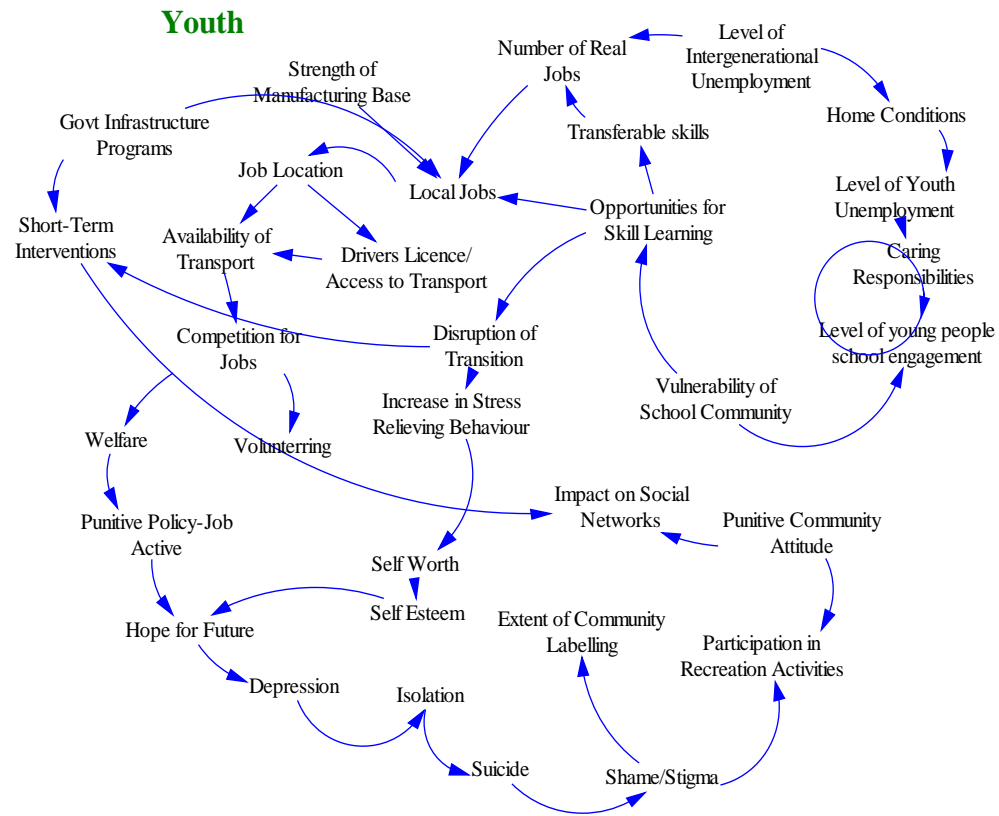 Youth
Level of
Intergenerational
Unemployment
Number of Real
Jobs
Strength of
Manufacturing Base
Home Conditions
Govt Infrastructure
Programs
Transferable skills
Job Location
Local Jobs
Level of Youth
Unemployment
Opportunities for
Skill Learning
Short-Term
Interventions
Availability of
Transport
Drivers Licence/
Access to Transport
Caring
Responsibilities
Competition for
Jobs
Disruption of
Transition
Level of young people
school engagement
Vulnerability of
School Community
Increase in Stress
Relieving Behaviour
Welfare
Volunterring
Impact on Social
Networks
Punitive Community
Attitude
Punitive Policy-Job
Active
Self Worth
Self Esteem
Hope for Future
Extent of Community
Labelling
Participation in
Recreation Activities
Depression
Isolation
Suicide
Shame/Stigma